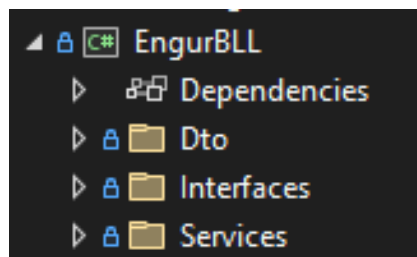 C# EngurBLL
Dependencies
Dto
Interfaces
Services